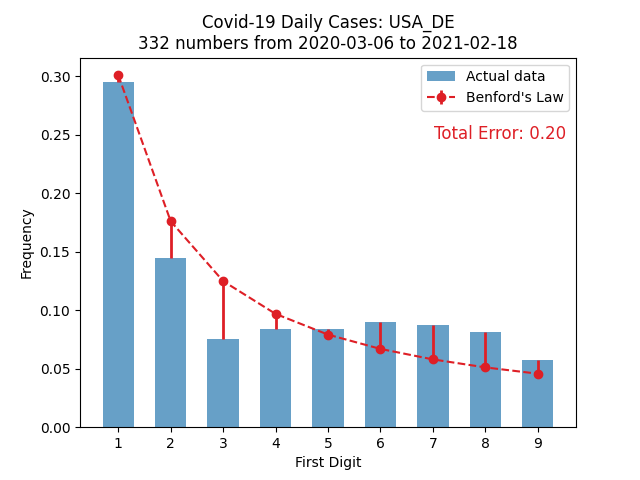 Covid-19 Daily Cases: USA_DE
332 numbers from 2020-03-06 to 2021-02-18
Actual data
Benford's Law
Total Error: 0.20
0.30
0.25
0.20
0.15
0.10
0.05
0.00
Frequency
1 2 3 4 5 6 7 8 9
First Digit